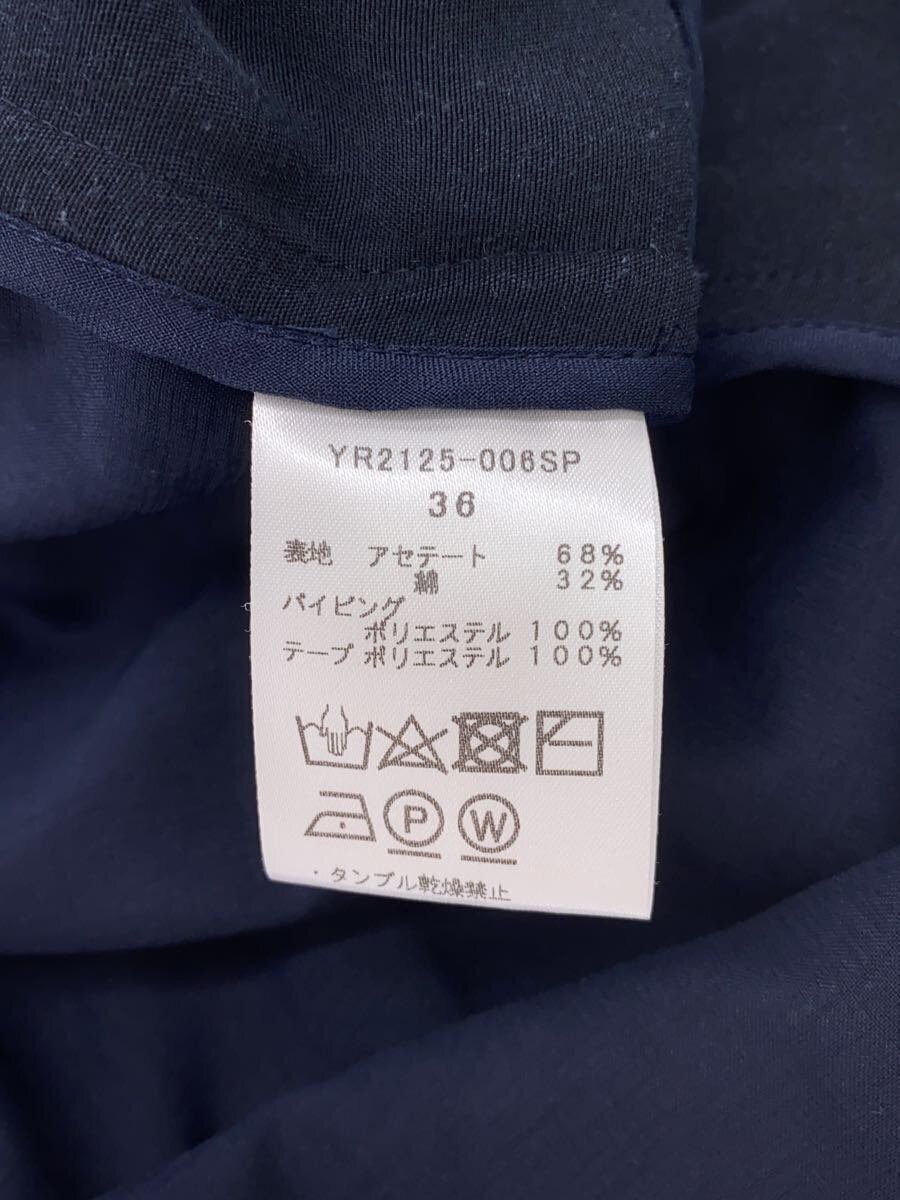 YR2125-006SP
36
表地 アセテート 68%
綿 32%
パイピング
ポリエステル 100%
テープ ポリエステル 100%
P W
・タンブル乾燥禁止